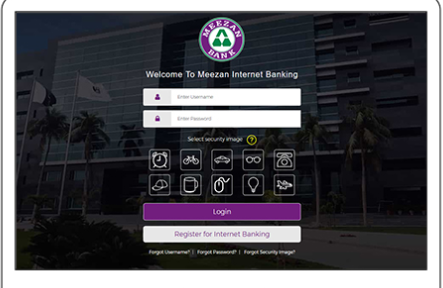 MEEZAN
BANK
Welcome To Meezan Internet Banking
Enter Username
Enter Password
Select security image ?
Login
Register for Internet Banking
Forgot Username? | Forgot Password? | Forgot Security Image?